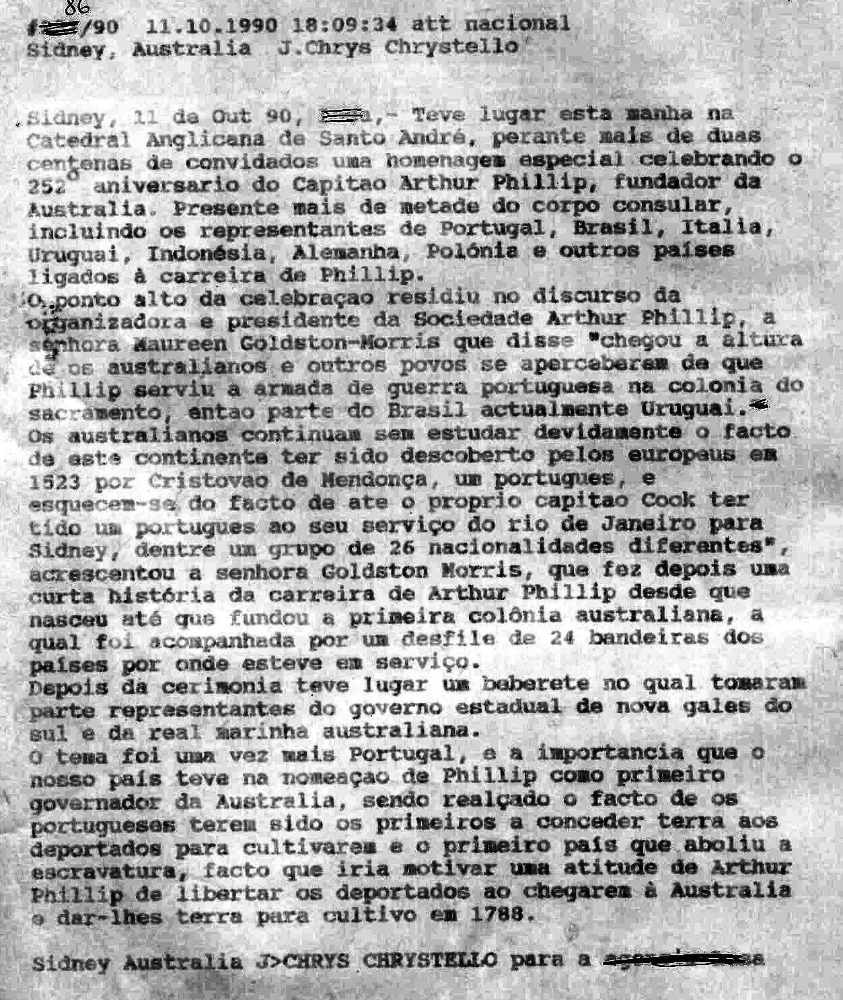 86
/90 11.10.1990 18:09:34 att nacional
Sidney, Australia J.Chrys Chrystello
Sidney, 11 de Out 90, ,- Teve lugar esta manha na
Catedral Anglicana de Santo André, perante mais de duas
centenas de convidados uma homenagem especial celebrando o
252º aniversario do Capitao Arthur Phillip, fundador da
Australia. Presente mais de metade do corpo consular,
incluindo os representantes de Portugal, Brasil, Italia,
Uruguai, Indonésia, Alemanha, Polónia e outros países
ligados à carreira de Phillip.
O ponto alto da celebraçao residiu no discurso da
organizadora e presidente da Sociedade Arthur Phillip, a
senhora Maureen Goldston-Morris que disse "chegou a altura
de os australianos e outros povos se aperceberem de que
Phillip serviu a armada de guerra portuguesa na colonia do
sacramento, entao parte do Brasil actualmente Uruguai.
Os australianos continuam sem estudar devidamente o facto
de este continente ter sido descoberto pelos europeus em
1523 por Cristovao de Mendonça, um portugues, e
esquecem-se do facto de ate o proprio capitao Cook ter
tido um portugues ao seu serviço do rio de Janeiro para
Sidney, dentre um grupo de 26 nacionalidades diferentes",
acrescentou a senhora Goldston Morris, que fez depois uma
curta história da carreira de Arthur Phillip desde que
nasceu até que fundou a primeira colônia australiana, a
qual foi acompanhada por um desfile de 24 bandeiras dos
países por onde esteve em serviço.
Depois da cerimonia teve lugar um beberete no qual tomaram
parte representantes do governo estadual de nova gales do
sul e da real marinha australiana.
O tema foi uma vez mais Portugal, e a importancia que o
nosso país teve na nomeaçao de Phillip como primeiro
governador da Australia, sendo realçado o facto de os
portugueses terem sido os primeiros a conceder terra aos
deportados para cultivarem e o primeiro país que aboliu a
escravatura, facto que iria motivar uma atitude de Arthur
Phillip de libertar os deportados ao chegarem à Australia
e dar-lhes terra para cultivo em 1788.
Sidney Australia J>CHRYS CHRYSTELLO para a